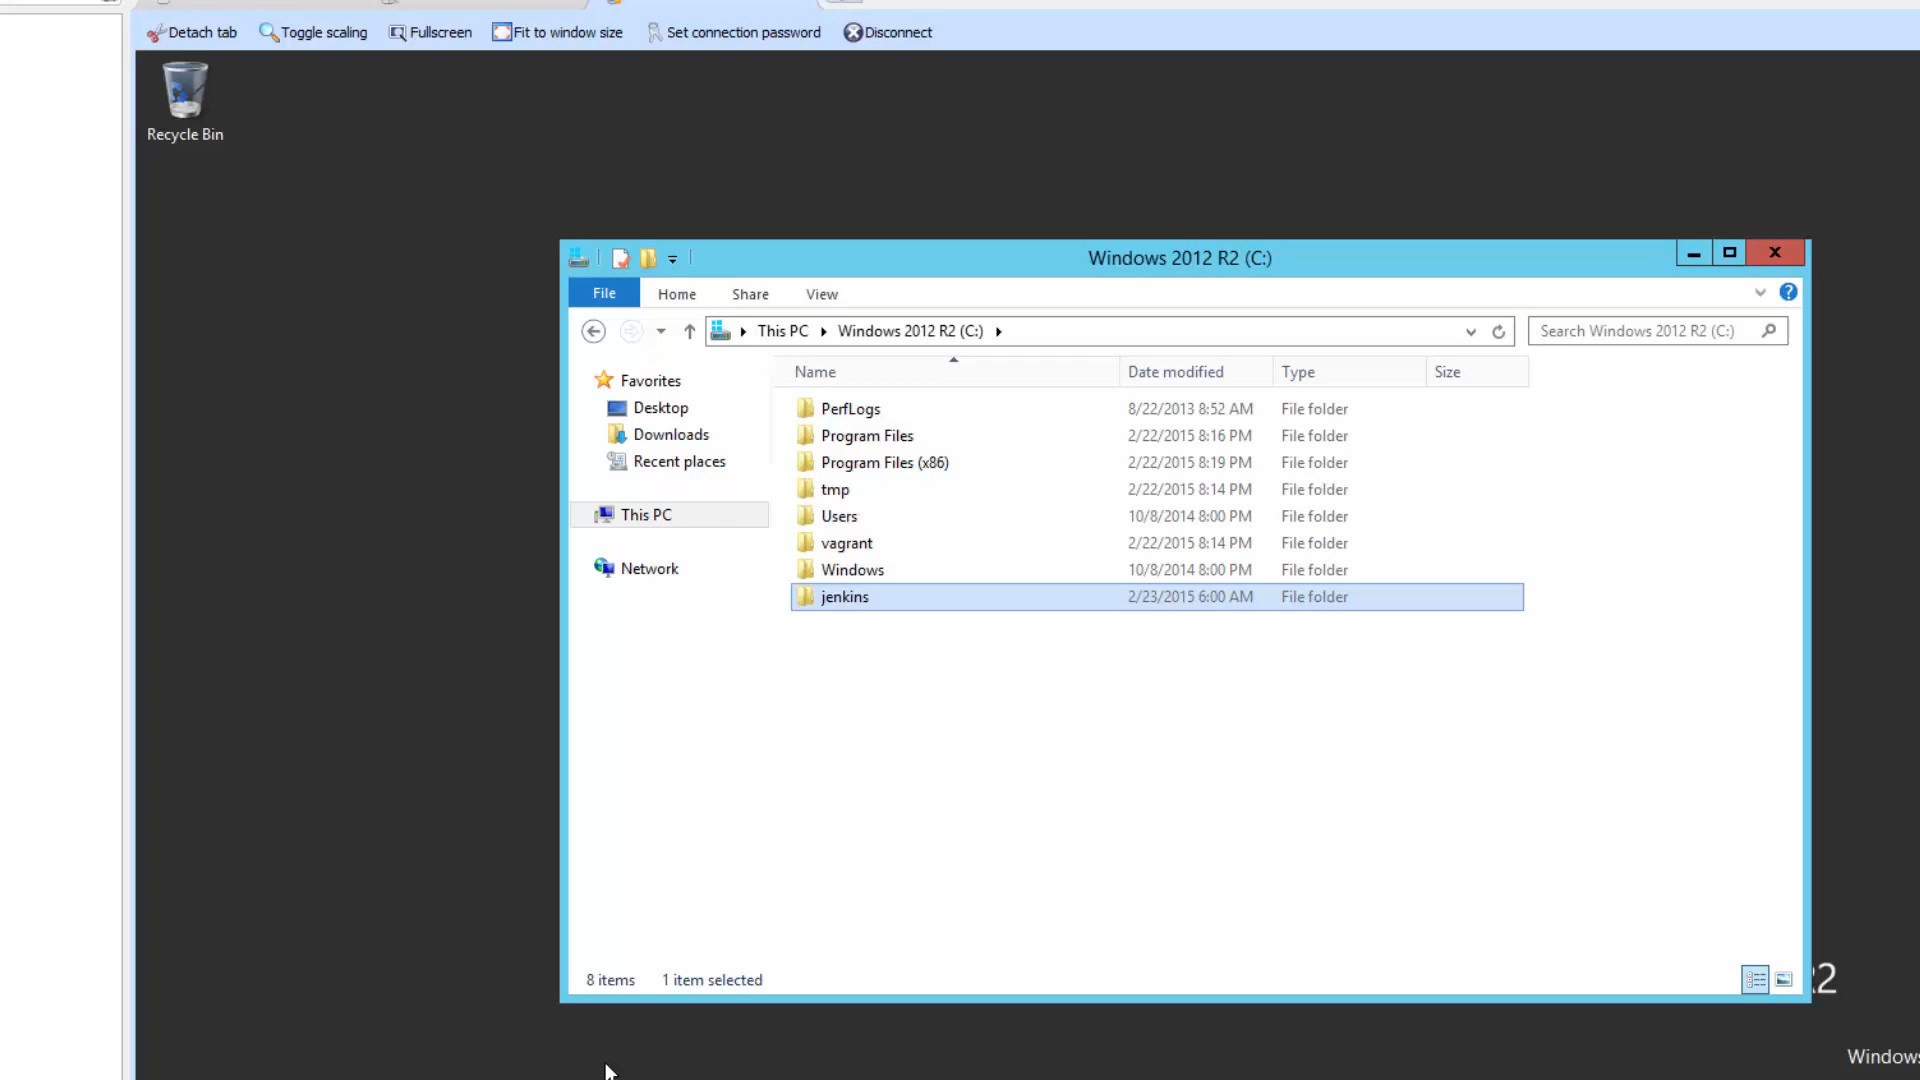 Detach tab Toggle scaling Fullscreen Fit to window size Set connection password Disconnect
Recycle Bin
Windows 2012 R2 (C:)
File Home Share View
This PC Windows 2012 R2 (C:) Search Windows 2012 R2 (C:)
Name Date modified Type Size
Favorites
Desktop
Downloads
Recent places
This PC
Network
PerfLogs 8/22/2013 8:52 AM File folder
Program Files 2/22/2015 8:16 PM File folder
Program Files (x86) 2/22/2015 8:19 PM File folder
tmp 2/22/2015 8:14 PM File folder
Users 10/8/2014 8:00 PM File folder
vagrant 2/22/2015 8:14 PM File folder
Windows 10/8/2014 8:00 PM File folder
jenkins 2/23/2015 6:00 AM File folder
8 items 1 item selected
R2
Windows